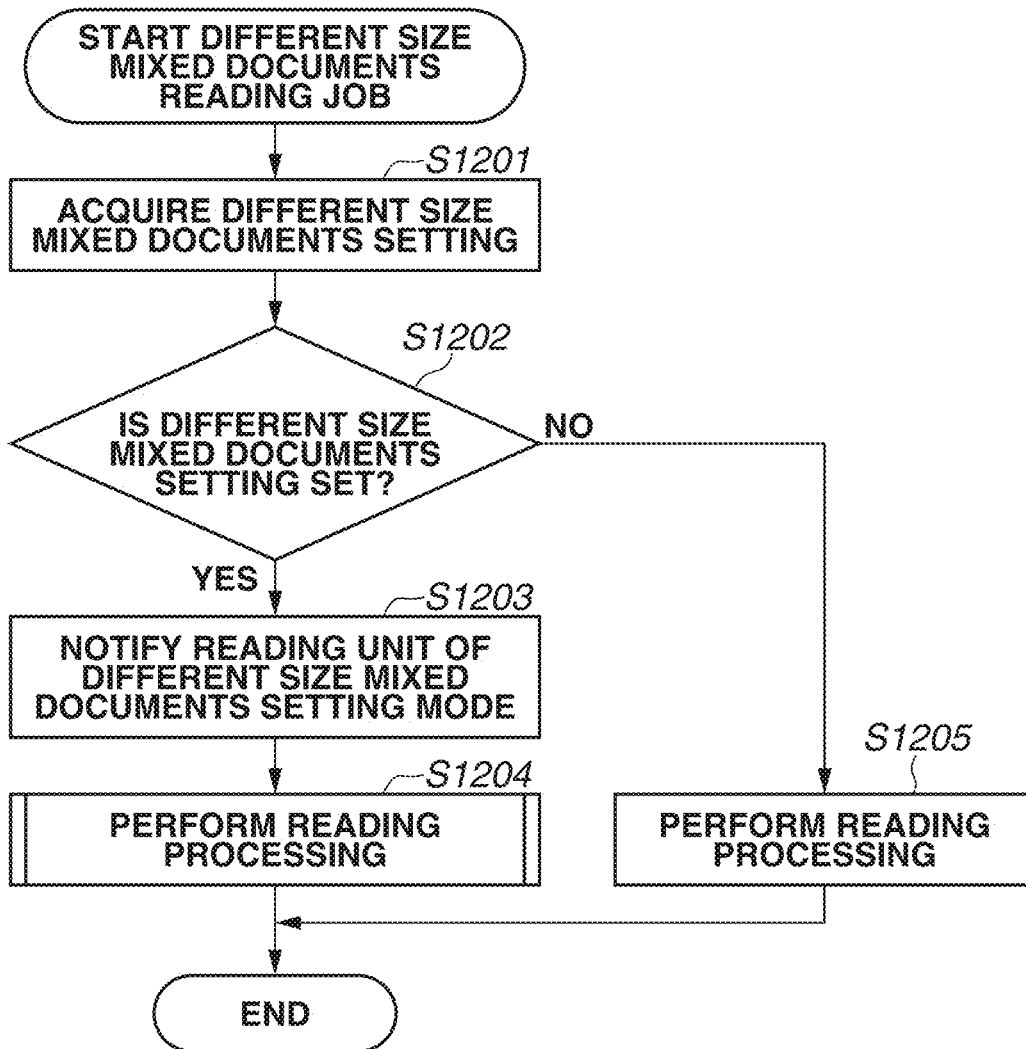 START DIFFERENT SIZE
MIXED DOCUMENTS
READING JOB
S1201
ACQUIRE DIFFERENT SIZE
MIXED DOCUMENTS SETTING
S1202
IS DIFFERENT SIZE
MIXED DOCUMENTS
SETTING SET?
NO
YES
S1203
NOTIFY READING UNIT OF
DIFFERENT SIZE MIXED
DOCUMENTS SETTING MODE
S1204
PERFORM READING
PROCESSING
S1205
PERFORM READING
PROCESSING
END